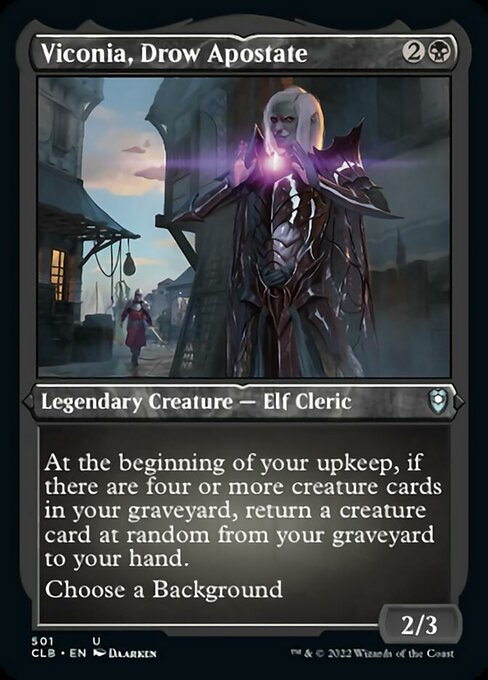 Viconia, Drow Apostate 2
Legendary Creature — Elf Cleric
At the beginning of your upkeep, if
there are four or more creature cards
in your graveyard, return a creature
card at random from your graveyard
to your hand.
Choose a Background
2/3
501 U
CLB • EN Daarken ™ & © 2022 Wizards of the Coast